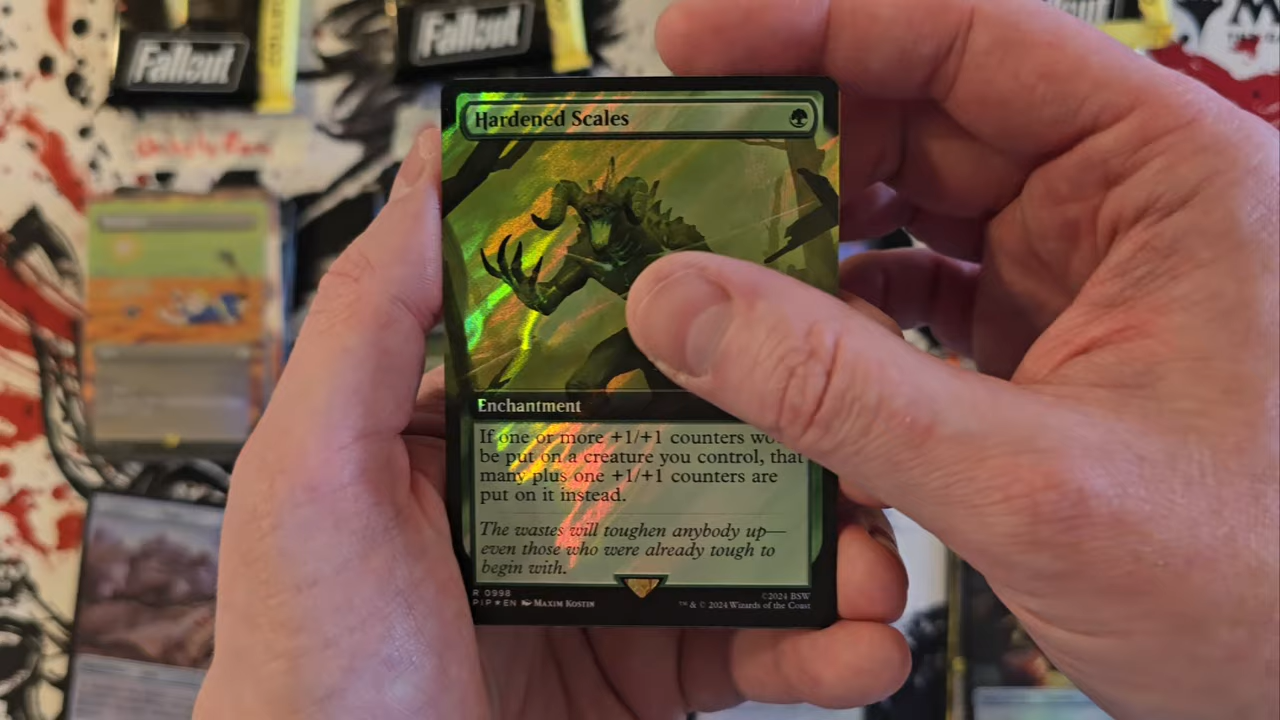 Fallout
Fallout
Hardened Scales
Enchantment
If one or more +1/+1 counters
be put on a creature you control, that
many plus one +1/+1 counters are
put on it instead.
The wastes will toughen anybody up—
even those who were already tough to
begin with.
R 0998
PIP★EN Maxim Kostin
©2024 BSW
™ & © 2024 Wizards of the Coast